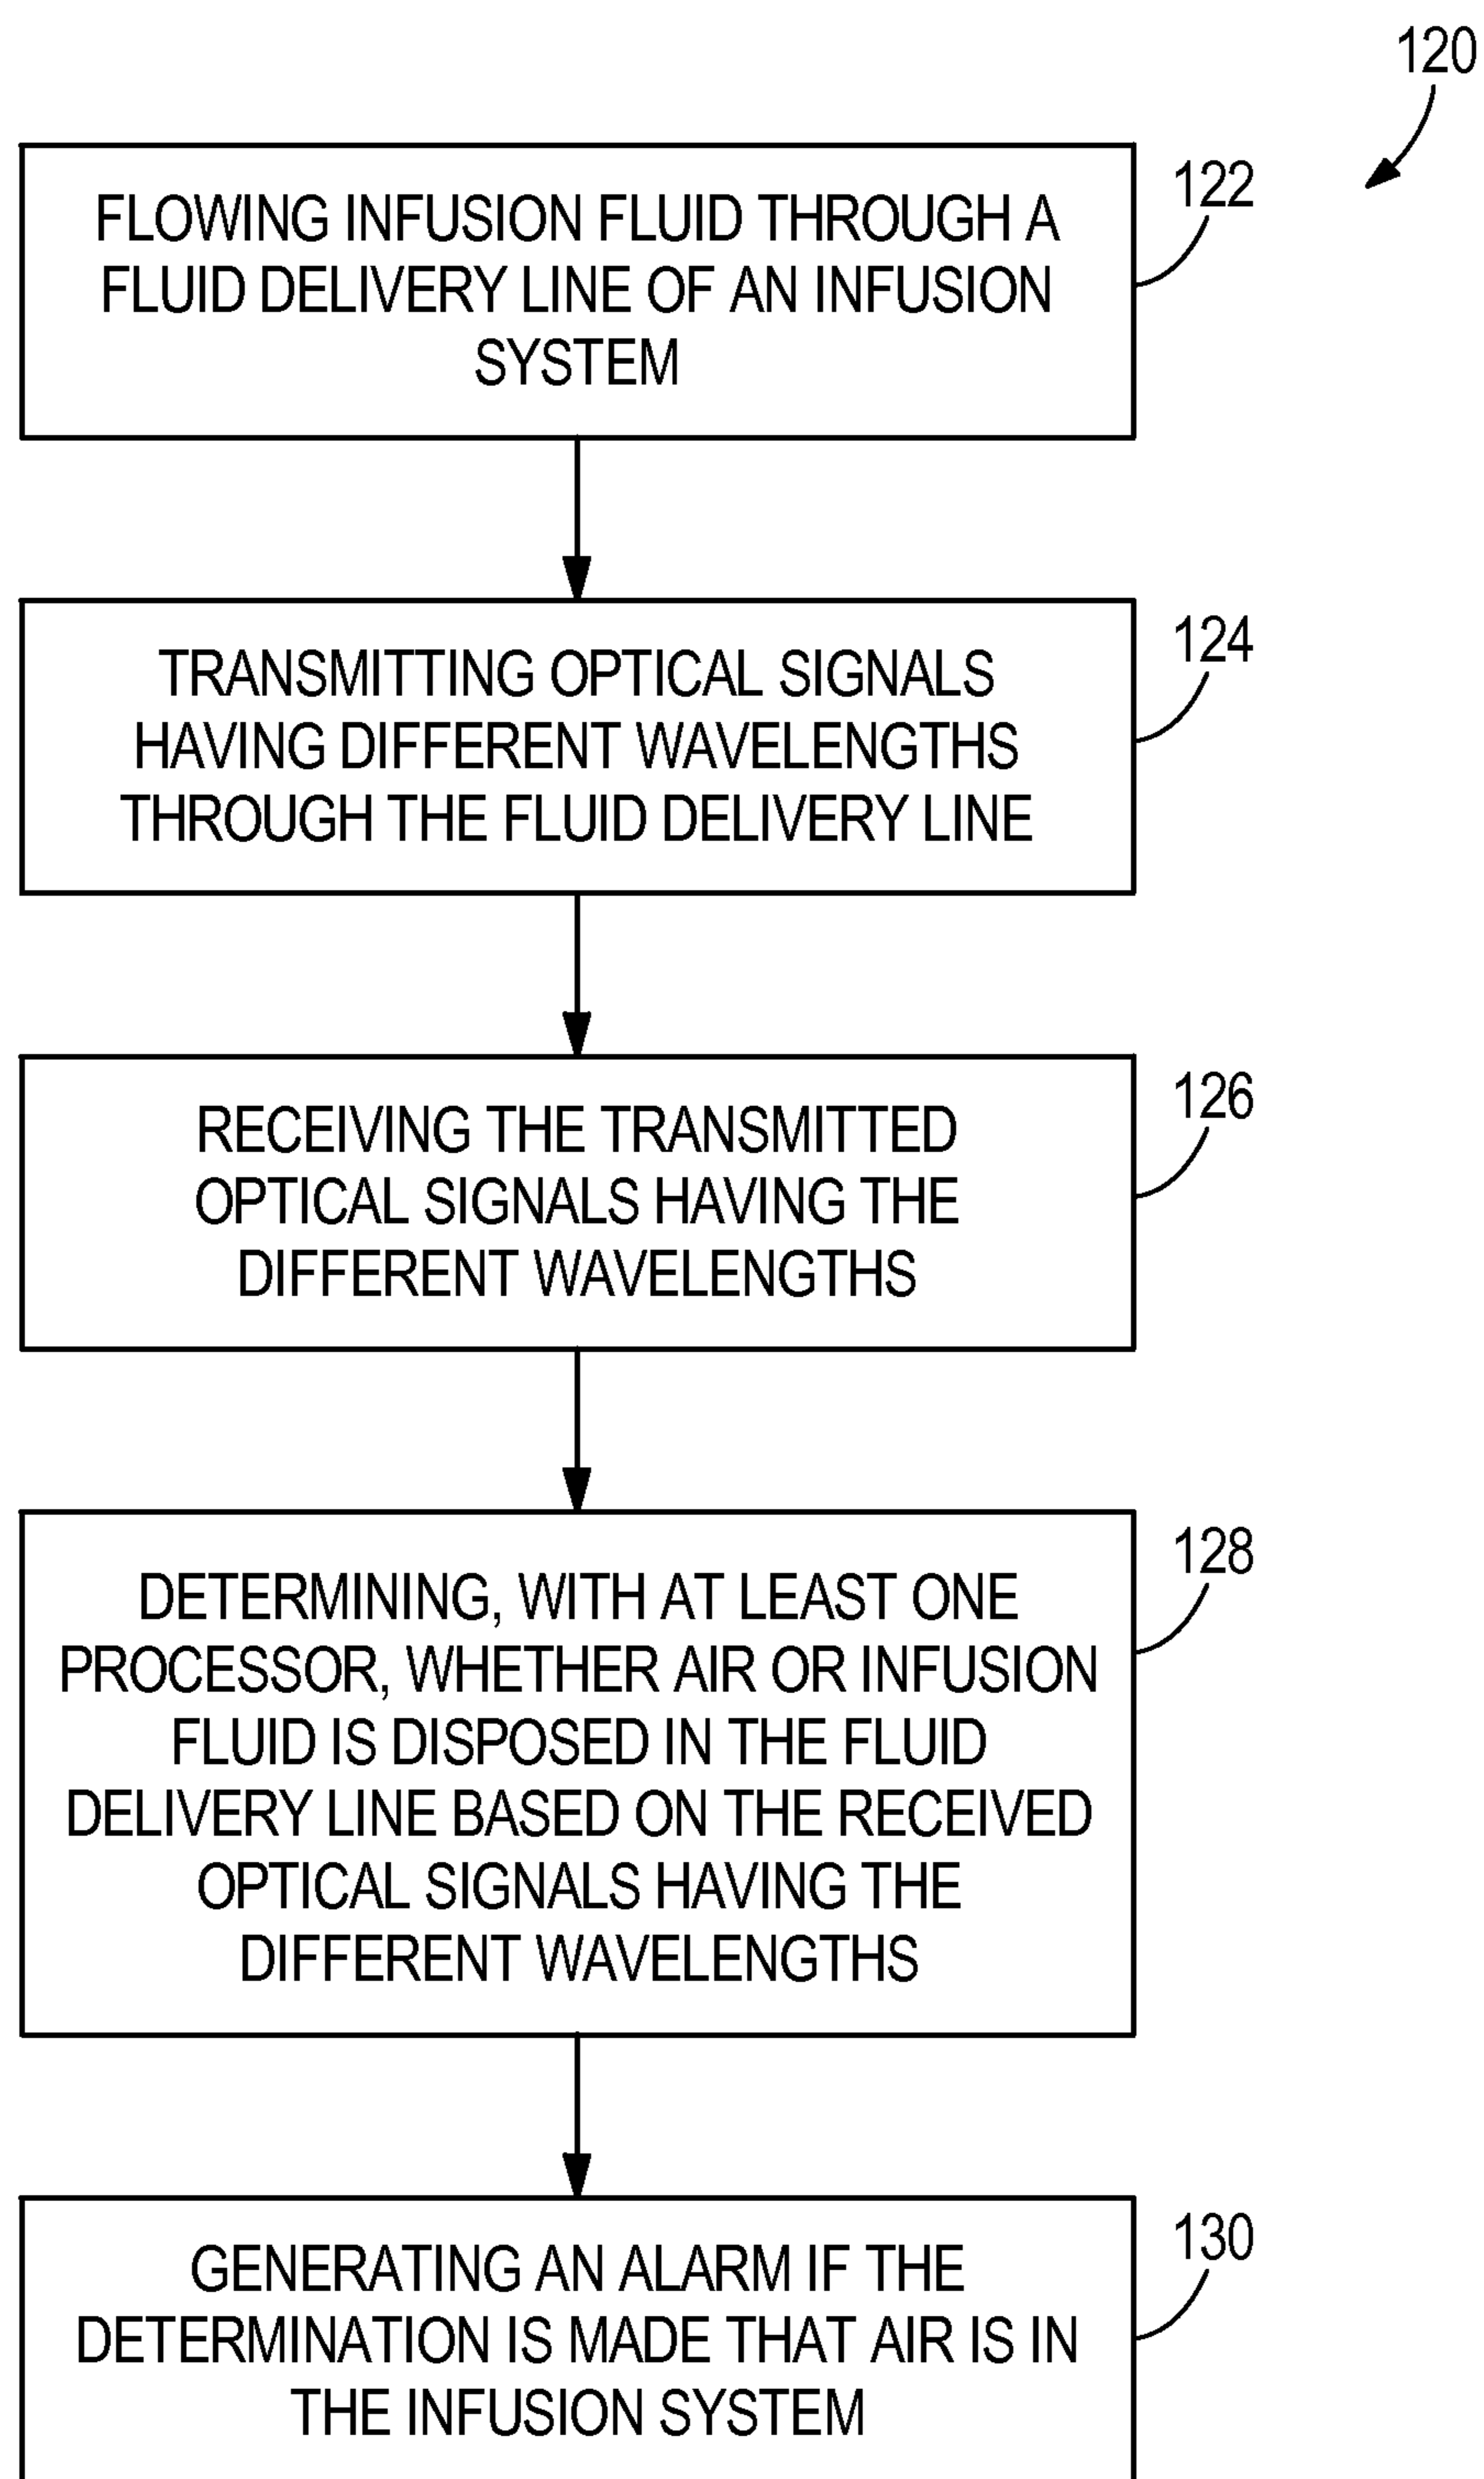 120
122
FLOWING INFUSION FLUID THROUGH A
FLUID DELIVERY LINE OF AN INFUSION
SYSTEM
124
TRANSMITTING OPTICAL SIGNALS
HAVING DIFFERENT WAVELENGTHS
THROUGH THE FLUID DELIVERY LINE
126
RECEIVING THE TRANSMITTED
OPTICAL SIGNALS HAVING THE
DIFFERENT WAVELENGTHS
128
DETERMINING, WITH AT LEAST ONE
PROCESSOR, WHETHER AIR OR INFUSION
FLUID IS DISPOSED IN THE FLUID
DELIVERY LINE BASED ON THE RECEIVED
OPTICAL SIGNALS HAVING THE
DIFFERENT WAVELENGTHS
130
GENERATING AN ALARM IF THE
DETERMINATION IS MADE THAT AIR IS IN
THE INFUSION SYSTEM